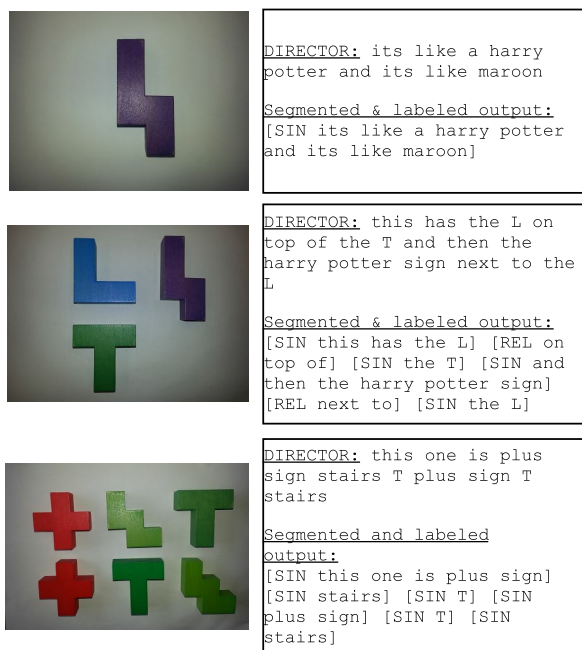 DIRECTOR: its like a harry
potter and its like maroon
Segmented & labeled output:
[SIN its like a harry potter
and its like maroon]
DIRECTOR: this has the L on
top of the T and then the
harry potter sign next to the
L
Segmented & labeled output:
[SIN this has the L] [REL on
top of] [SIN the T] [SIN and
then the harry potter sign]
[REL next to] [SIN the L]
DIRECTOR: this one is plus
sign stairs T plus sign T
stairs
Segmented and labeled
output:
[SIN this one is plus sign]
[SIN stairs] [SIN T] [SIN
plus sign] [SIN T] [SIN
stairs]